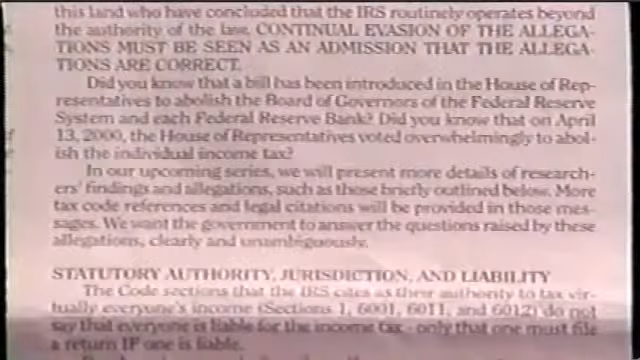 this land who have concluded that the IRS routinely operates beyond
the authority of the law. CONTINUAL EVASION OF THE ALLEGA-
TIONS MUST BE SEEN AS AN ADMISSION THAT THE ALLEGA-
TIONS ARE CORRECT.
Did you know that a bill has been introduced in the House of Rep-
resentatives to abolish the Board of Governors of the Federal Reserve
System and each Federal Reserve Bank? Did you know that on April
13, 2000, the House of Representatives voted overwhelmingly to abol-
ish the individual income tax?
In our upcoming series, we will present more details of research-
ers' findings and allegations, such as those briefly outlined below. More
tax code references and legal citations will be provided in those mes-
sages. We want the government to answer the questions raised by these
allegations, clearly and unambiguously.
STATUTORY AUTHORITY, JURISDICTION, AND LIABILITY
The Code sections that the IRS cites as their authority to tax vir-
tually everyone's income (Sections 1, 6001, 6011, and 6012) do not
say that everyone is liable for the income tax - only that one must file
a return IF one is liable.